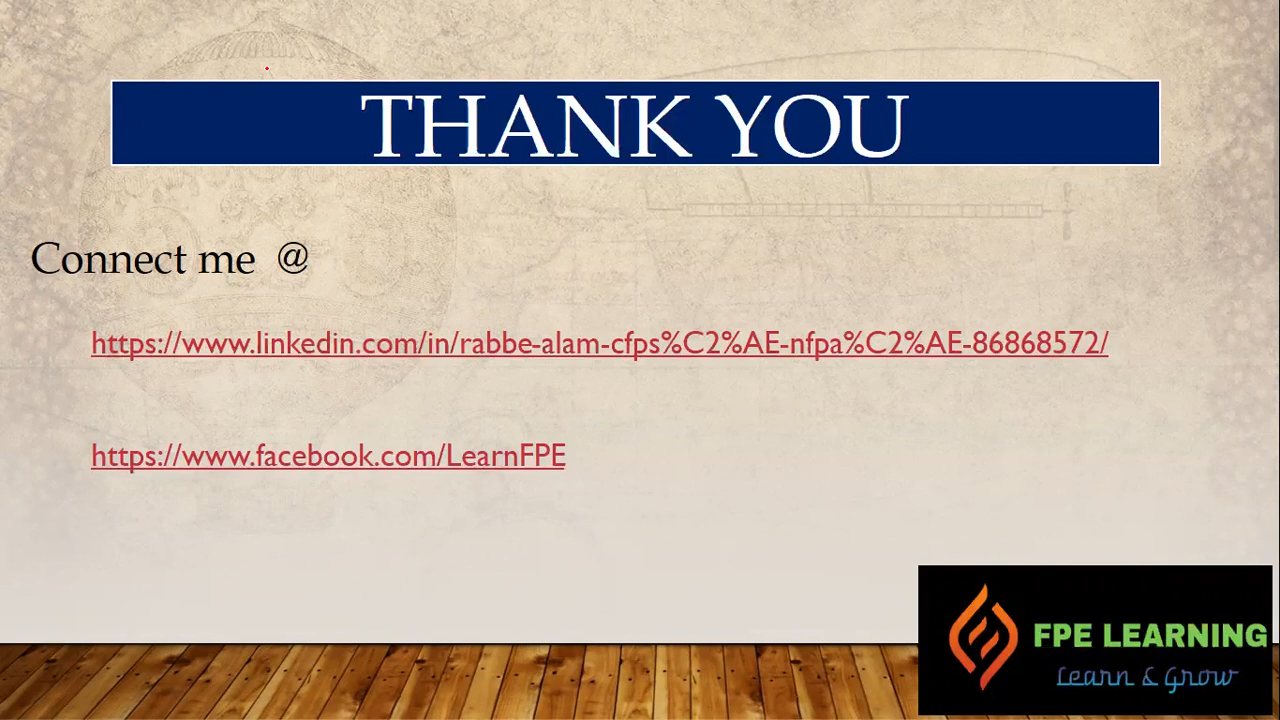 THANK YOU
Connect me @
https://www.linkedin.com/in/rabbe-alam-cfps%C2%AE-nfpa%C2%AE-86868572/
https://www.facebook.com/LearnFPE
FPE LEARNING
Learn & Grow